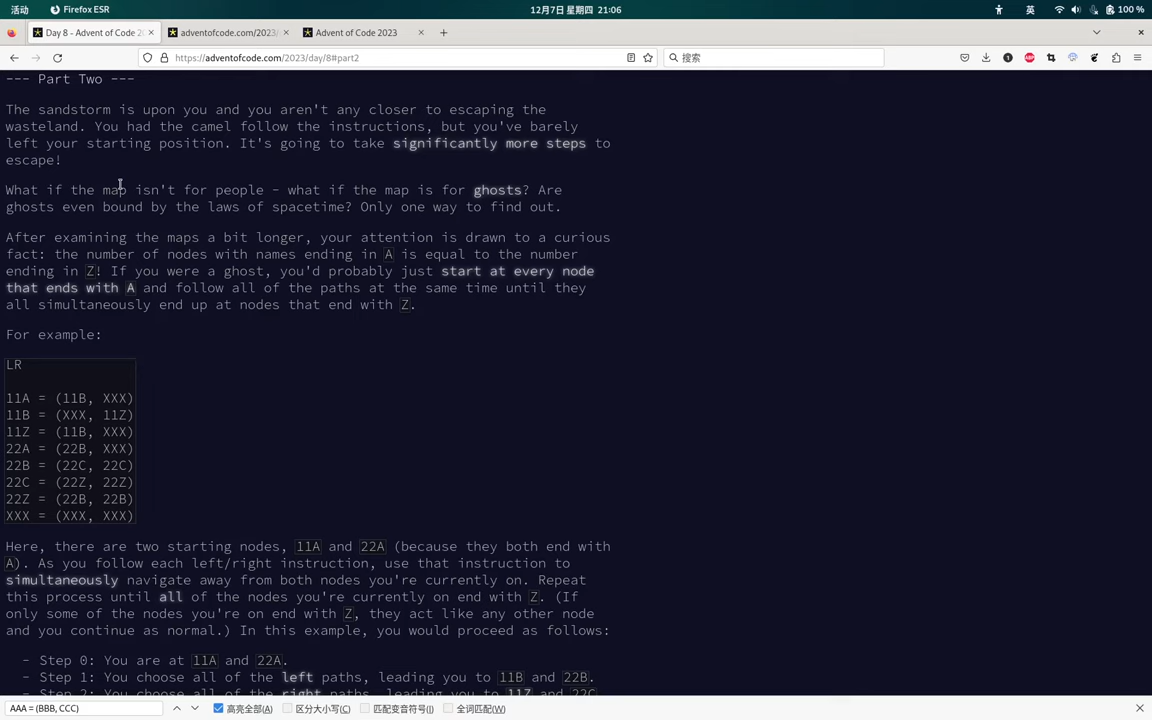 活动 Firefox ESR 12月7日 星期四 21:06 英 100 %
Day 8 - Advent of Code 20 adventofcode.com/2023/ Advent of Code 2023
https://adventofcode.com/2023/day/8#part2 搜索
--- Part Two ---
The sandstorm is upon you and you aren't any closer to escaping the
wasteland. You had the camel follow the instructions, but you've barely
left your starting position. It's going to take significantly more steps to
escape!
What if the map isn't for people - what if the map is for ghosts? Are
ghosts even bound by the laws of spacetime? Only one way to find out.
After examining the maps a bit longer, your attention is drawn to a curious
fact: the number of nodes with names ending in A is equal to the number
ending in Z! If you were a ghost, you'd probably just start at every node
that ends with A and follow all of the paths at the same time until they
all simultaneously end up at nodes that end with Z.
For example:
LR
11A = (11B, XXX)
11B = (XXX, 11Z)
11Z = (11B, XXX)
22A = (22B, XXX)
22B = (22C, 22C)
22C = (22Z, 22Z)
22Z = (22B, 22B)
XXX = (XXX, XXX)
Here, there are two starting nodes, 11A and 22A (because they both end with
A). As you follow each left/right instruction, use that instruction to
simultaneously navigate away from both nodes you're currently on. Repeat
this process until all of the nodes you're currently on end with Z. (If
only some of the nodes you're on end with Z, they act like any other node
and you continue as normal.) In this example, you would proceed as follows:
- Step 0: You are at 11A and 22A.
- Step 1: You choose all of the left paths, leading you to 11B and 22B.
- Step 2: You choose all of the right paths, leading you to 11Z and 22C.
AAA = (BBB, CCC) 高亮全部(A) 区分大小写(C) 匹配变音符号(I) 全词匹配(W)